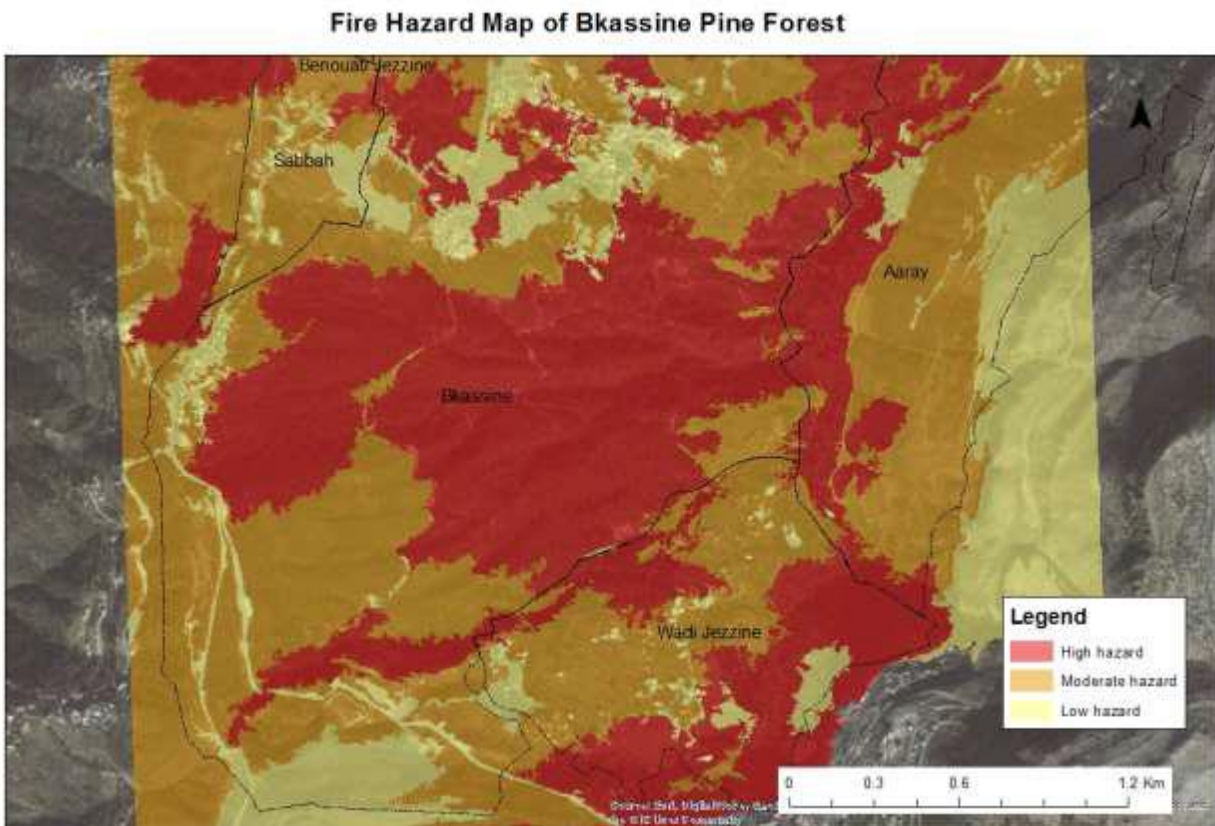 Fire Hazard Map of Bkassine Pine Forest
Benouati Jezzine
Sabbah
Aaray
Bkassine
Wadi Jezzine
Legend
High hazard
Moderate hazard
Low hazard
0 0.3 0.6 1.2 Km